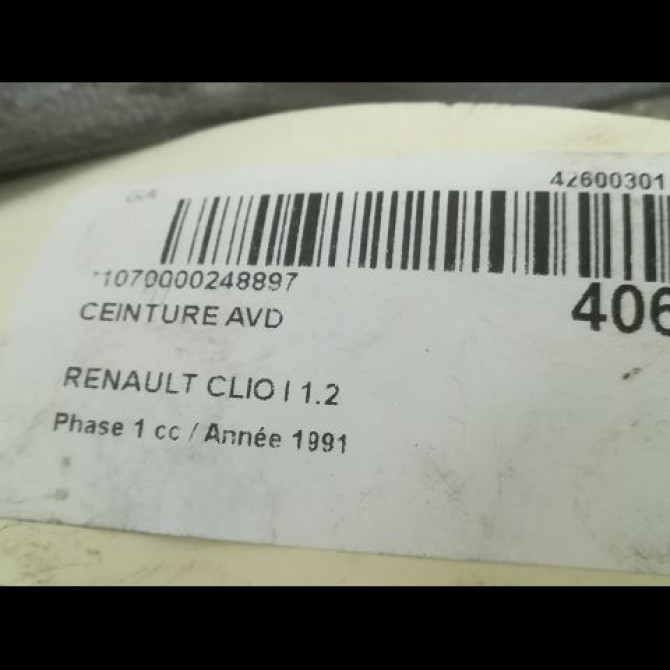 42600301
*1070000248897
406
CEINTURE AVD
RENAULT CLIO I 1.2
Phase 1 cc / Année 1991